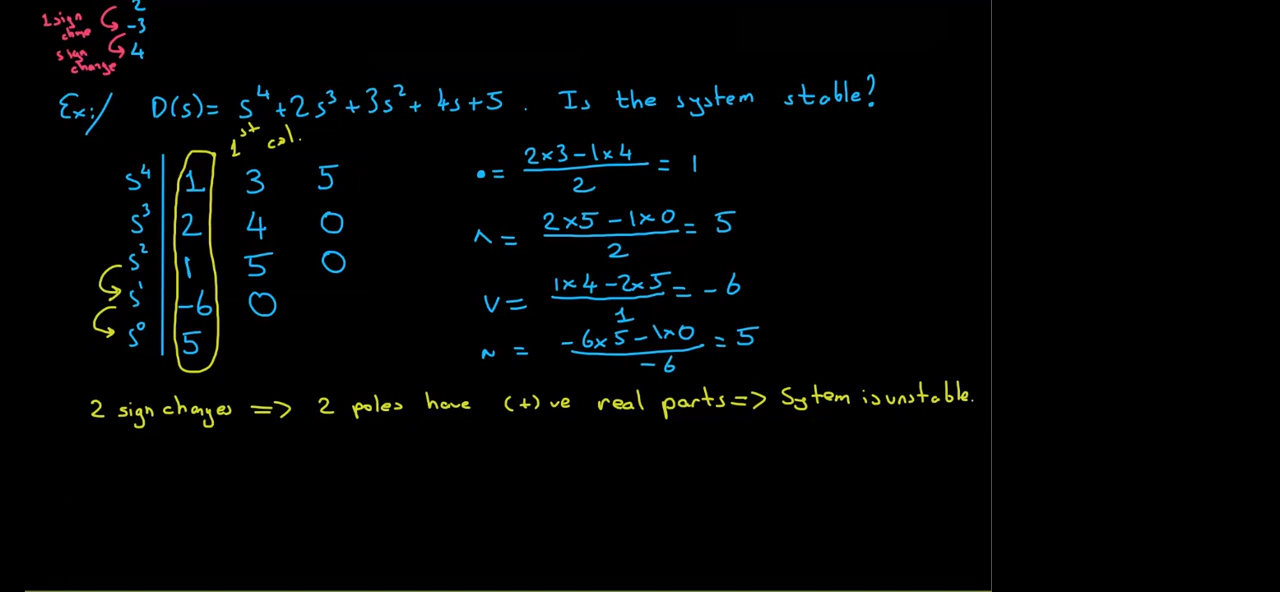 2
1 sign change -3
sign change 4
Ex:/ D(s)= s⁴+2s³+3s²+4s+5. Is the system stable?
1st col.
s⁴ | 1 3 5
s³ | 2 4 0
s² | 1 5 0
s¹ | -6 0
s⁰ | 5
• = (2×3-1×4)/2 = 1
^ = (2×5-1×0)/2 = 5
v = (1×4-2×5)/1 = -6
~ = (-6×5-1×0)/-6 = 5
2 sign changes => 2 poles have (+)ve real parts => System is unstable.